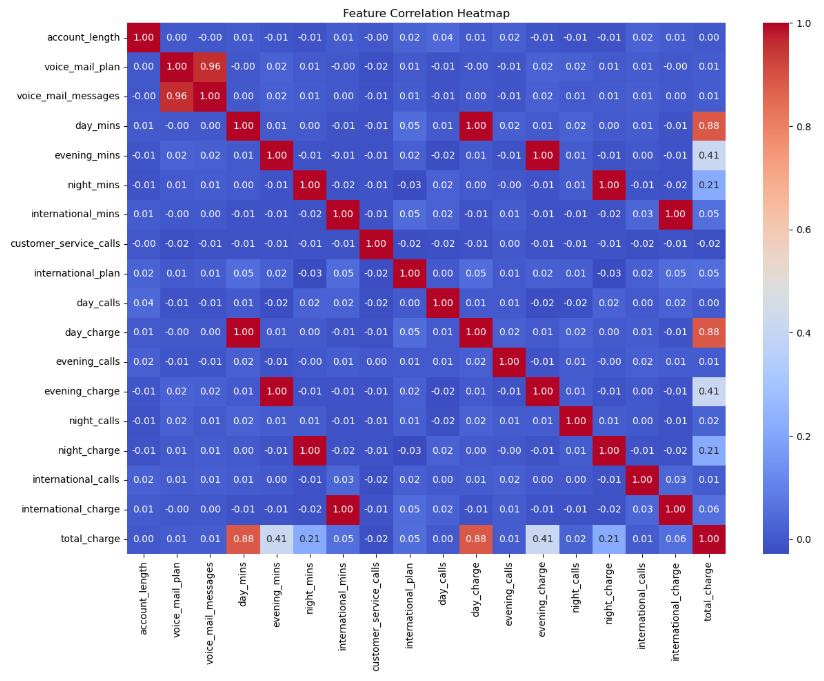 Feature Correlation Heatmap
account_length 1.00 0.00 -0.00 0.01 -0.01 -0.01 0.01 -0.00 0.02 0.04 0.01 0.02 -0.01 -0.01 -0.01 0.02 0.01 0.00
voice_mail_plan 0.00 1.00 0.96 -0.00 0.02 0.01 -0.00 -0.02 0.01 -0.01 -0.00 -0.01 0.02 0.02 0.01 0.01 -0.00 0.01
voice_mail_messages -0.00 0.96 1.00 0.00 0.02 0.01 0.00 -0.01 0.01 -0.01 0.00 -0.01 0.02 0.01 0.01 0.01 0.00 0.01
day_mins 0.01 -0.00 0.00 1.00 0.01 0.00 -0.01 -0.01 0.05 0.01 1.00 0.02 0.01 0.02 0.00 0.01 -0.01 0.88
evening_mins -0.01 0.02 0.02 0.01 1.00 -0.01 -0.01 -0.01 0.02 -0.02 0.01 -0.01 1.00 0.01 -0.01 0.00 -0.01 0.41
night_mins -0.01 0.01 0.01 0.00 -0.01 1.00 -0.02 -0.01 -0.03 0.02 0.00 -0.00 -0.01 0.01 1.00 -0.01 -0.02 0.21
international_mins 0.01 -0.00 0.00 -0.01 -0.01 -0.02 1.00 -0.01 0.05 0.02 -0.01 0.01 -0.01 -0.01 -0.02 0.03 1.00 0.05
customer_service_calls -0.00 -0.02 -0.01 -0.01 -0.01 -0.01 -0.01 1.00 -0.02 -0.02 -0.01 0.00 -0.01 -0.01 -0.01 -0.02 -0.01 -0.02
international_plan 0.02 0.01 0.01 0.05 0.02 -0.03 0.05 -0.02 1.00 0.00 0.05 0.01 0.02 0.01 -0.03 0.02 0.05 0.05
day_calls 0.04 -0.01 -0.01 0.01 -0.02 0.02 0.02 -0.02 0.00 1.00 0.01 0.01 -0.02 -0.02 0.02 0.00 0.02 0.00
day_charge 0.01 -0.00 0.00 1.00 0.01 0.00 -0.01 -0.01 0.05 0.01 1.00 0.02 0.01 0.02 0.00 0.01 -0.01 0.88
evening_calls 0.02 -0.01 -0.01 0.02 -0.01 -0.00 0.01 0.00 0.01 0.01 0.02 1.00 -0.01 0.01 -0.00 0.02 0.01 0.01
evening_charge -0.01 0.02 0.02 0.01 1.00 -0.01 -0.01 -0.01 0.02 -0.02 0.01 -0.01 1.00 0.01 -0.01 0.00 -0.01 0.41
night_calls -0.01 0.02 0.01 0.02 0.01 0.01 -0.01 -0.01 0.01 -0.02 0.02 0.01 0.01 1.00 0.01 0.00 -0.01 0.02
night_charge -0.01 0.01 0.01 0.00 -0.01 1.00 -0.02 -0.01 -0.03 0.02 0.00 -0.00 -0.01 0.01 1.00 -0.01 -0.02 0.21
international_calls 0.02 0.01 0.01 0.01 0.00 -0.01 0.03 -0.02 0.02 0.00 0.01 0.02 0.00 0.00 -0.01 1.00 0.03 0.01
international_charge 0.01 -0.00 0.00 -0.01 -0.01 -0.02 1.00 -0.01 0.05 0.02 -0.01 0.01 -0.01 -0.01 -0.02 0.03 1.00 0.06
total_charge 0.00 0.01 0.01 0.88 0.41 0.21 0.05 -0.02 0.05 0.00 0.88 0.01 0.41 0.02 0.21 0.01 0.06 1.00
account_length
voice_mail_plan
voice_mail_messages
day_mins
evening_mins
night_mins
international_mins
customer_service_calls
international_plan
day_calls
day_charge
evening_calls
evening_charge
night_calls
night_charge
international_calls
international_charge
total_charge
1.0
0.8
0.6
0.4
0.2
0.0